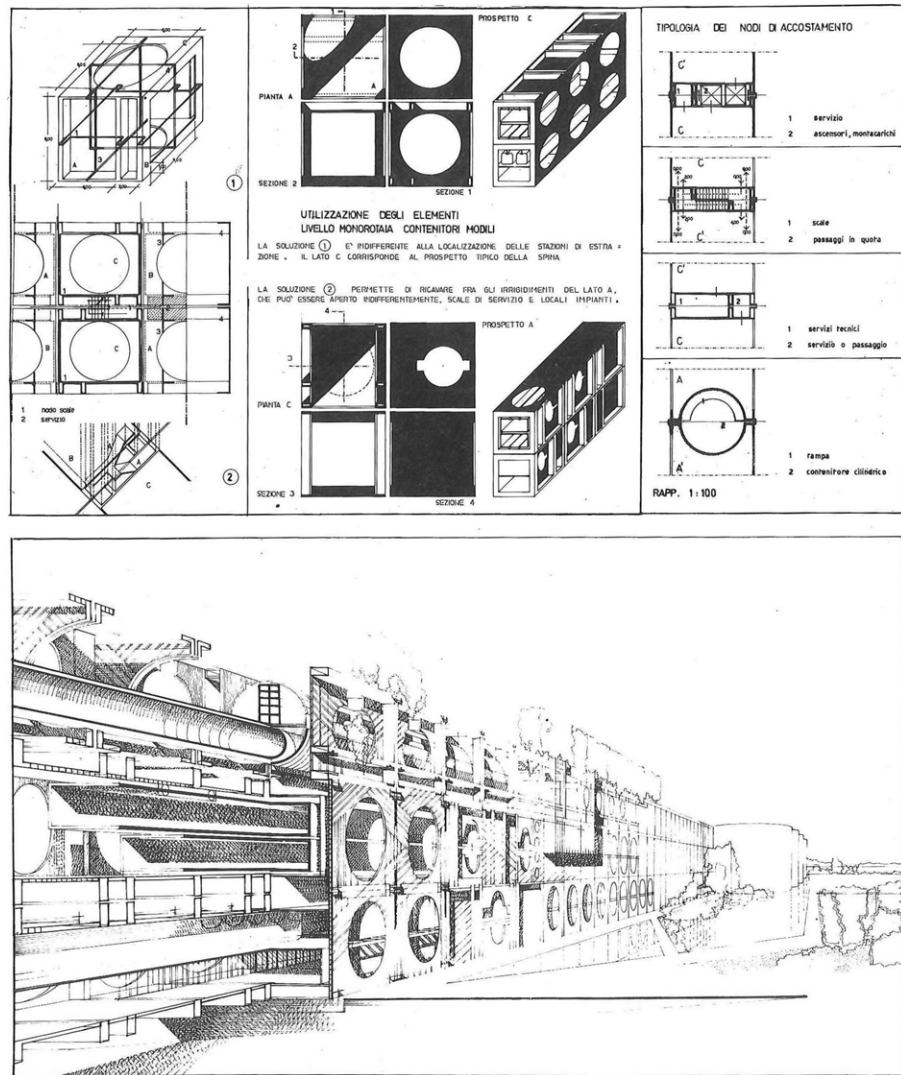 PROSPETTO C
PIANTA A
SEZIONE 2
SEZIONE 1
UTILIZZAZIONE DEGLI ELEMENTI
LIVELLO MONOROTAIA CONTENITORI MOBILI
LA SOLUZIONE 1 E' INDIFFERENTE ALLA LOCALIZZAZIONE DELLE STAZIONI DI ESTRA =
ZIONE . IL LATO C CORRISPONDE AL PROSPETTO TIPICO DELLA SPINA
LA SOLUZIONE 2 PERMETTE DI RICAVARE FRA GLI IRRIGIDIMENTI DEL LATO A,
CHE PUO' ESSERE APERTO INDIFFERENTEMENTE, SCALE DI SERVIZIO E LOCALI IMPIANTI .
PROSPETTO A
PIANTA C
SEZIONE 3
SEZIONE 4
1 nodo scale
2 servizio
TIPOLOGIA DEI NODI DI ACCOSTAMENTO
1 servizio
2 ascensori, montacarichi
1 scale
2 passaggi in quota
1 servizi tecnici
2 servizio o passaggio
1 rampa
2 contenitore cilindrico
RAPP. 1:100